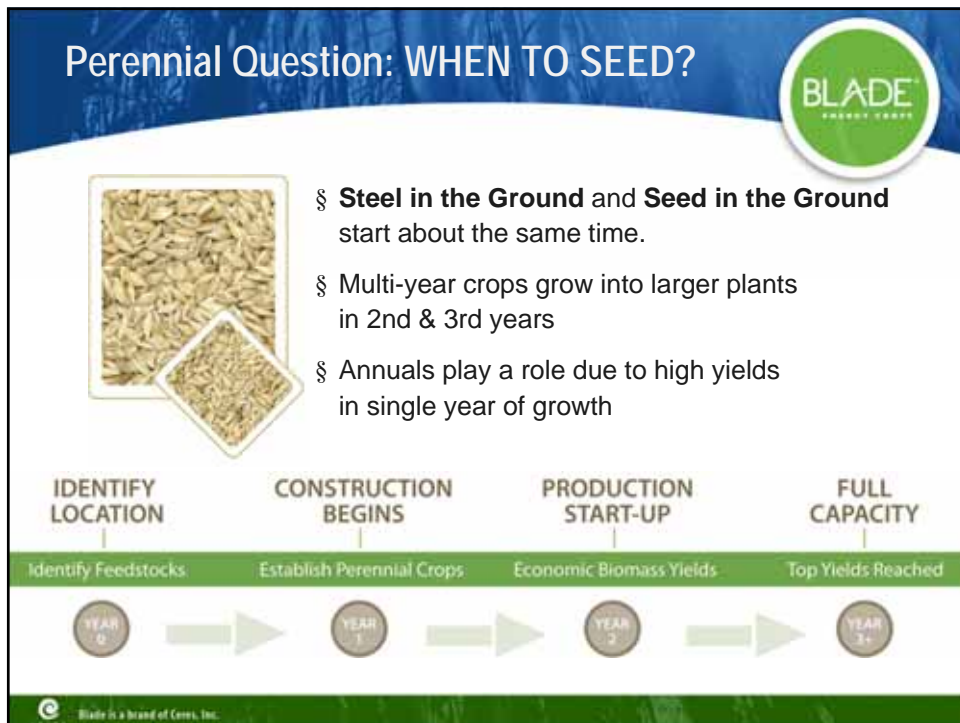 Perennial Question: WHEN TO SEED?
BLADE
ENERGY CROPS
§ Steel in the Ground and Seed in the Ground
start about the same time.
§ Multi-year crops grow into larger plants
in 2nd & 3rd years
§ Annuals play a role due to high yields
in single year of growth
IDENTIFY
LOCATION
CONSTRUCTION
BEGINS
PRODUCTION
START-UP
FULL
CAPACITY
Identify Feedstocks
Establish Perennial Crops
Economic Biomass Yields
Top Yields Reached
YEAR
0
YEAR
1
YEAR
2
YEAR
3+
Blade is a brand of Ceres, Inc.